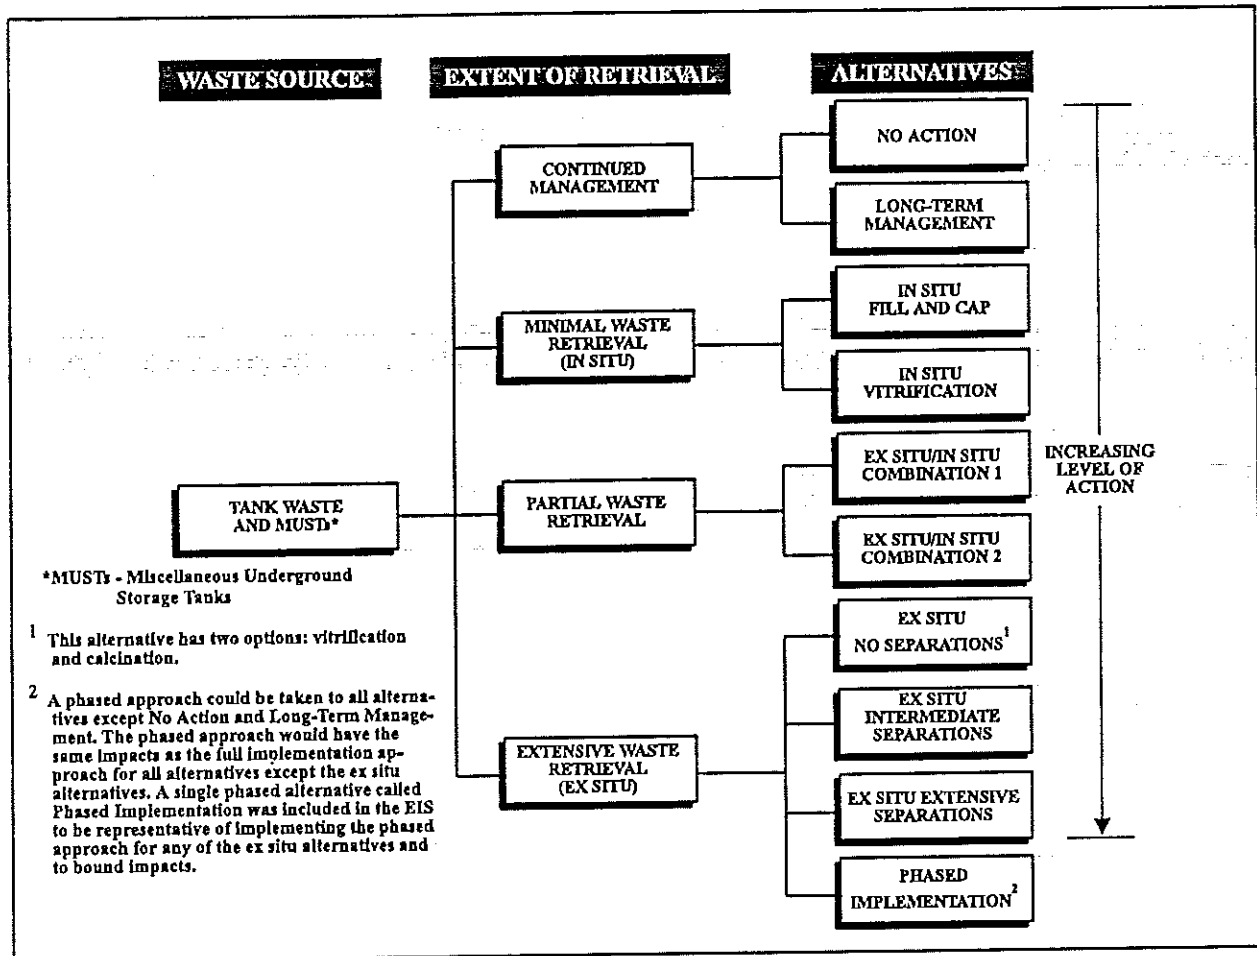 WASTE SOURCE
EXTENT OF RETRIEVAL
ALTERNATIVES
CONTINUED
MANAGEMENT
NO ACTION
LONG-TERM
MANAGEMENT
MINIMAL WASTE
RETRIEVAL
(IN SITU)
IN SITU
FILL AND CAP
IN SITU
VITRIFICATION
TANK WASTE
AND MUSTs*
PARTIAL WASTE
RETRIEVAL
EX SITU/IN SITU
COMBINATION 1
EX SITU/IN SITU
COMBINATION 2
EXTENSIVE WASTE
RETRIEVAL
(EX SITU)
EX SITU
NO SEPARATIONS1
EX SITU
INTERMEDIATE
SEPARATIONS
EX SITU EXTENSIVE
SEPARATIONS
PHASED
IMPLEMENTATION2
INCREASING
LEVEL OF
ACTION
*MUSTs - Miscellaneous Underground
Storage Tanks
1 This alternative has two options: vitrification
and calcination.
2 A phased approach could be taken to all alterna-
tives except No Action and Long-Term Manage-
ment. The phased approach would have the
same impacts as the full implementation ap-
proach for all alternatives except the ex situ
alternatives. A single phased alternative called
Phased Implementation was included in the EIS
to be representative of implementing the phased
approach for any of the ex situ alternatives and
to bound impacts.